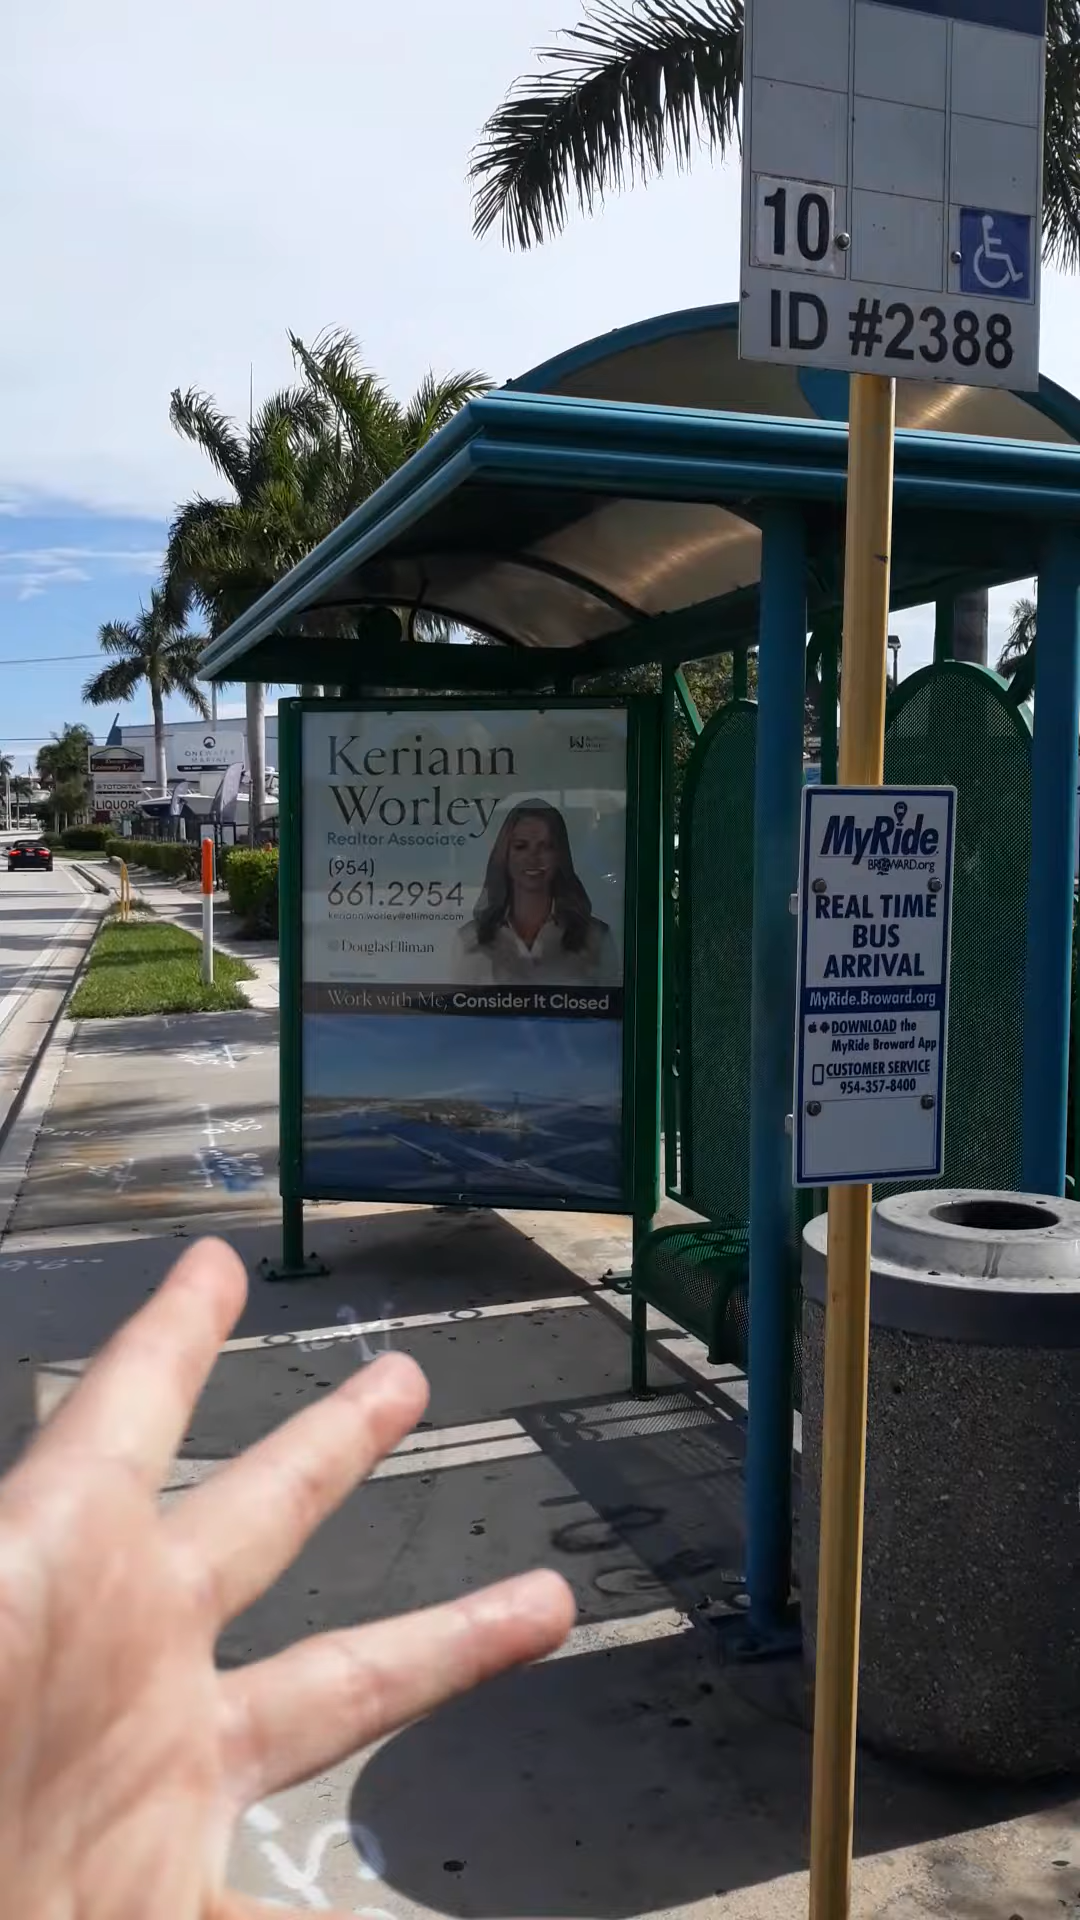 10
ID #2388
Keriann
Worley
Realtor Associate
(954)
661.2954
keriann.worley@elliman.com
DouglasElliman
Work with Me, Consider It Closed
MyRide
BROWARD.org
REAL TIME
BUS
ARRIVAL
MyRide.Broward.org
DOWNLOAD the
MyRide Broward App
CUSTOMER SERVICE
954-357-8400
ONEWATER
MARINE
LIQUOR